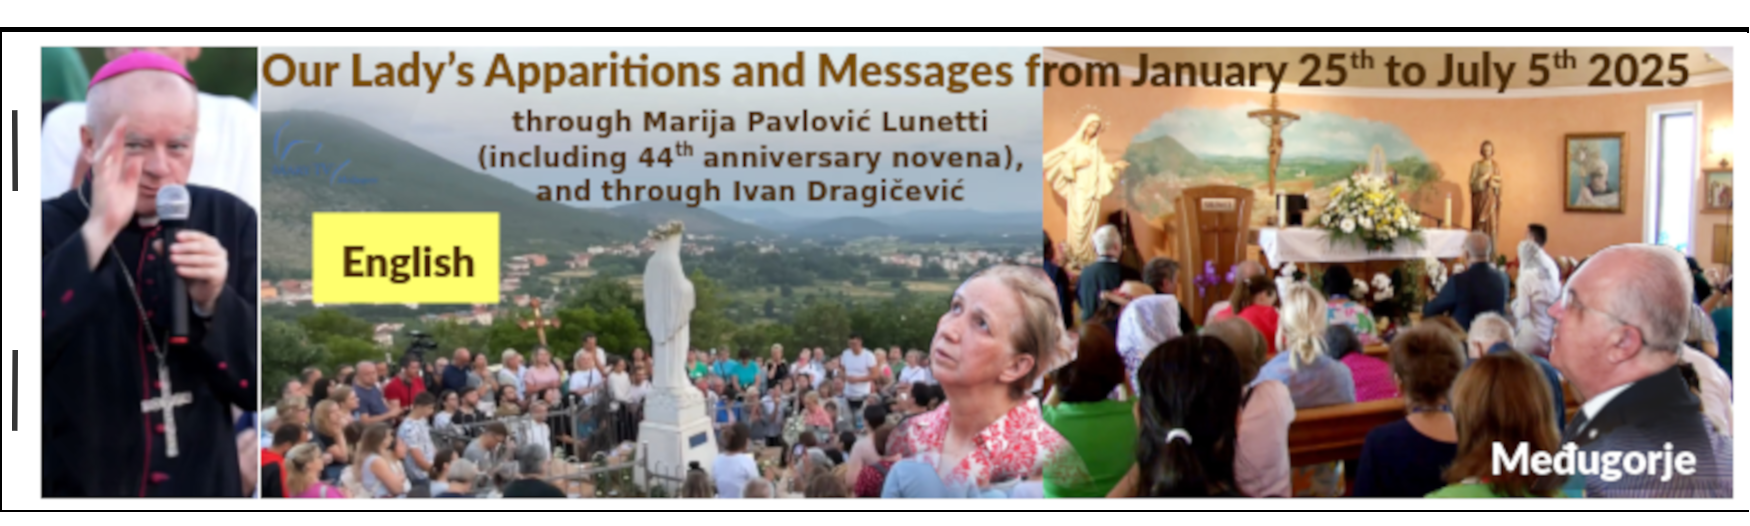 Our Lady’s Apparitions and Messages from January 25th to July 5th 2025
through Marija Pavlović Lunetti
(including 44th anniversary novena),
and through Ivan Dragičević
English
Međugorje